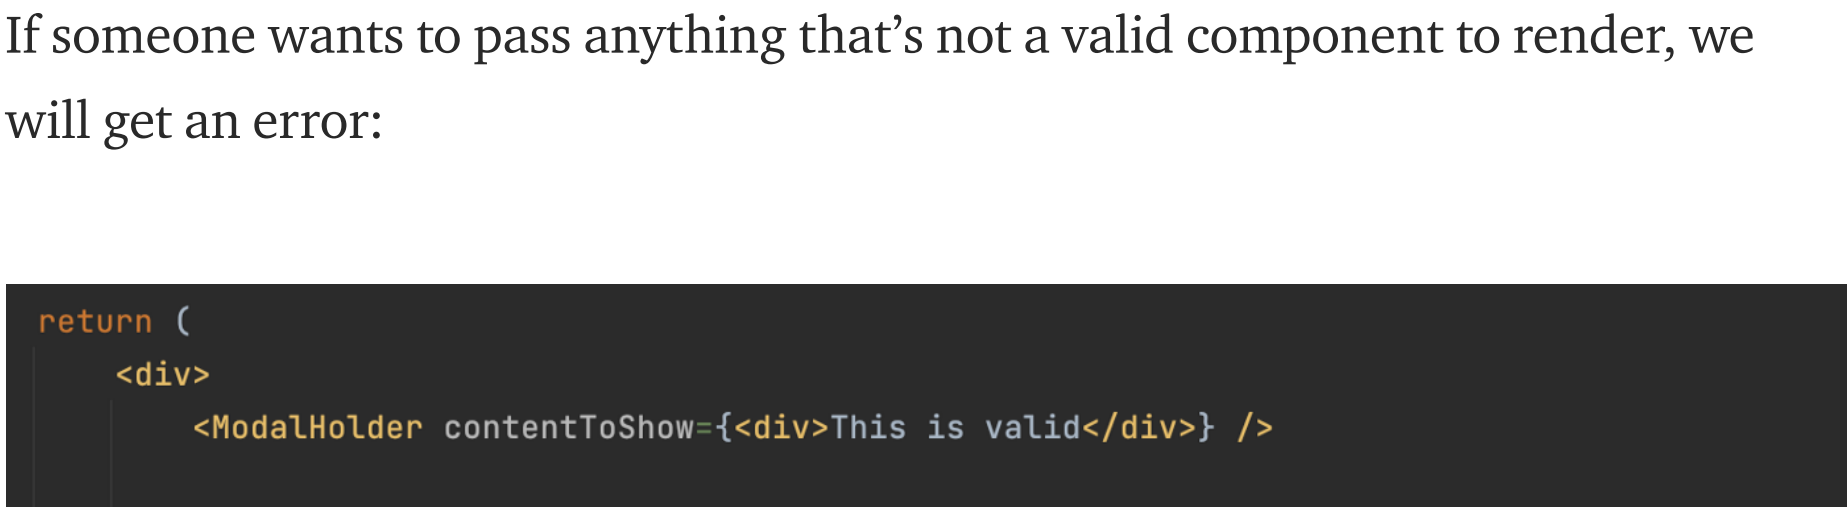 If someone wants to pass anything that’s not a valid component to render, we
will get an error:
return (
<div>
<ModalHolder contentToShow={<div>This is valid</div>} />